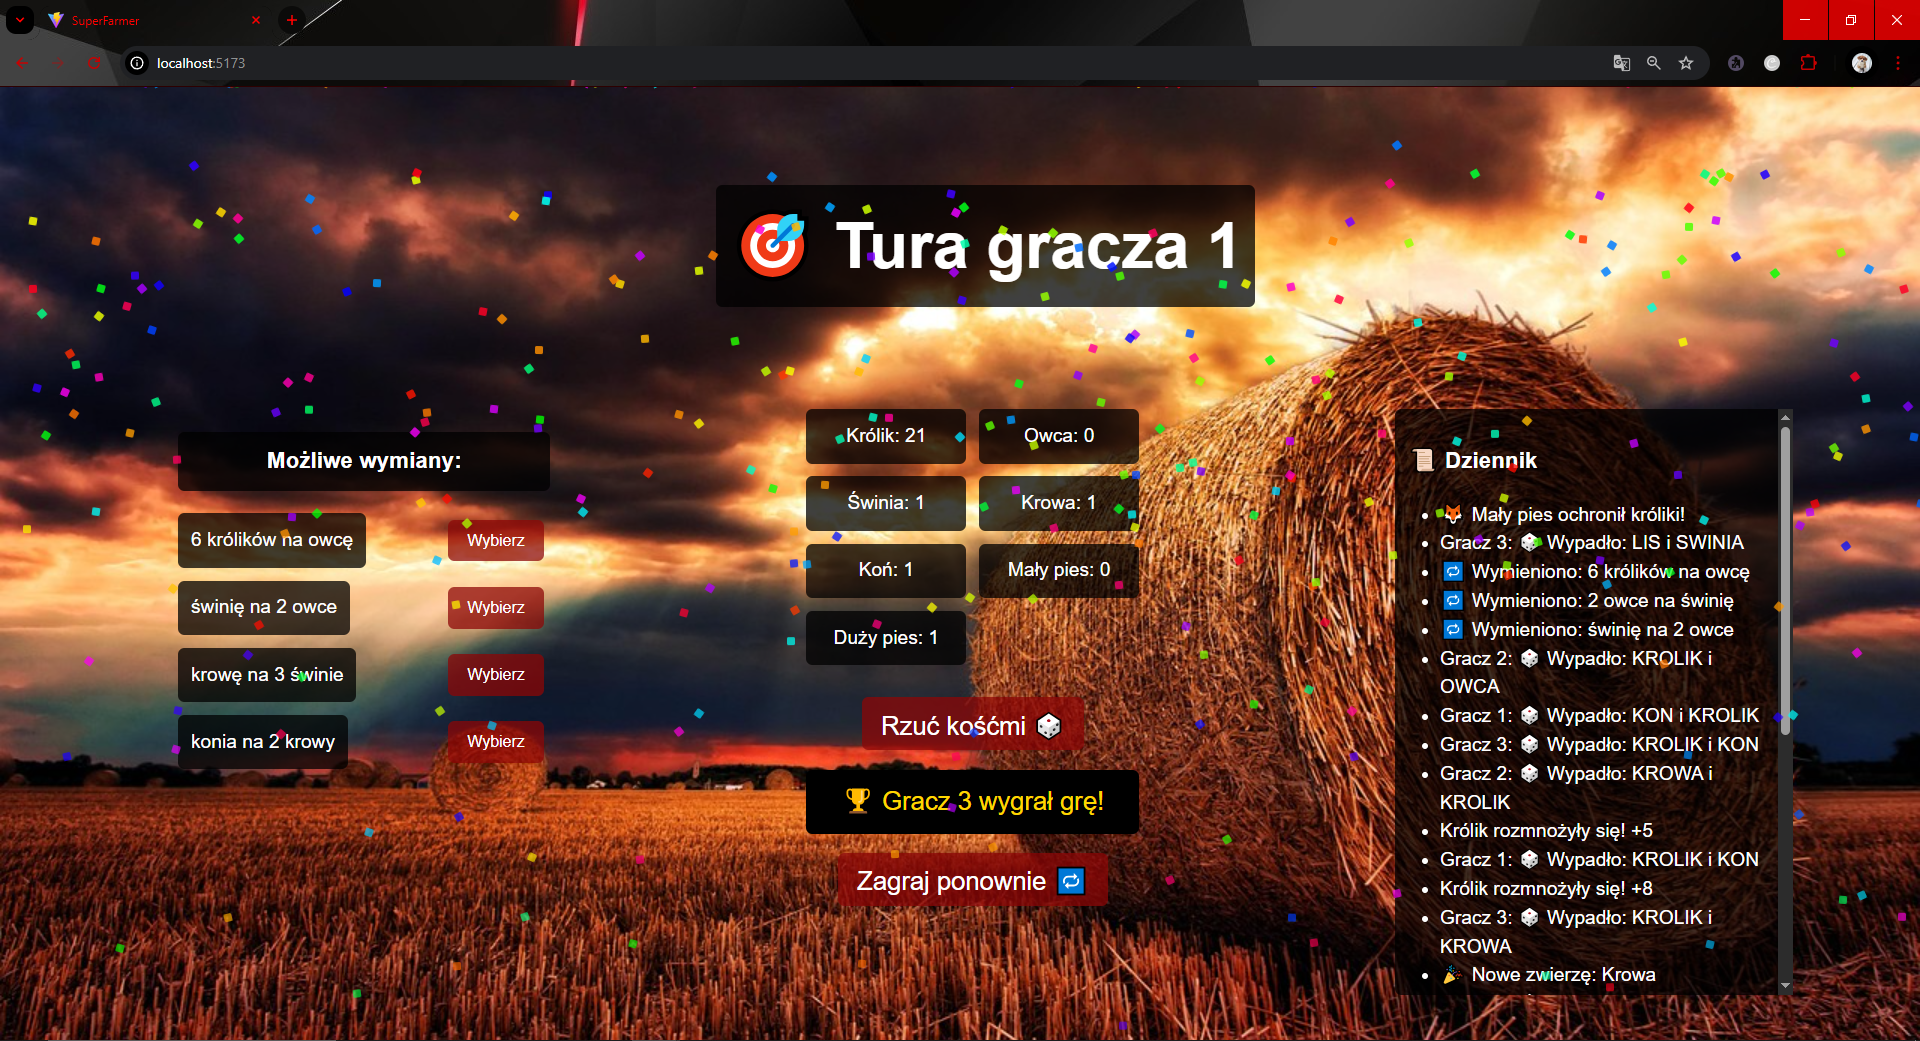 SuperFarmer
localhost:5173
Tura gracza 1
Możliwe wymiany:
6 królików na owcę
Wybierz
świnię na 2 owce
Wybierz
krowę na 3 świnie
Wybierz
konia na 2 krowy
Wybierz
Królik: 21
Owca: 0
Świnia: 1
Krowa: 1
Koń: 1
Mały pies: 0
Duży pies: 1
Rzuć kośćmi
Gracz 3 wygrał grę!
Zagraj ponownie
Dziennik
Mały pies ochronił króliki!
Gracz 3: Wypadło: LIS i SWINIA
Wymieniono: 6 królików na owcę
Wymieniono: 2 owce na świnię
Wymieniono: świnię na 2 owce
Gracz 2: Wypadło: KROLIK i
OWCA
Gracz 1: Wypadło: KON i KROLIK
Gracz 3: Wypadło: KROLIK i KON
Gracz 2: Wypadło: KROWA i
KROLIK
Królik rozmnożyły się! +5
Gracz 1: Wypadło: KROLIK i KON
Królik rozmnożyły się! +8
Gracz 3: Wypadło: KROLIK i
KROWA
Nowe zwierzę: Krowa